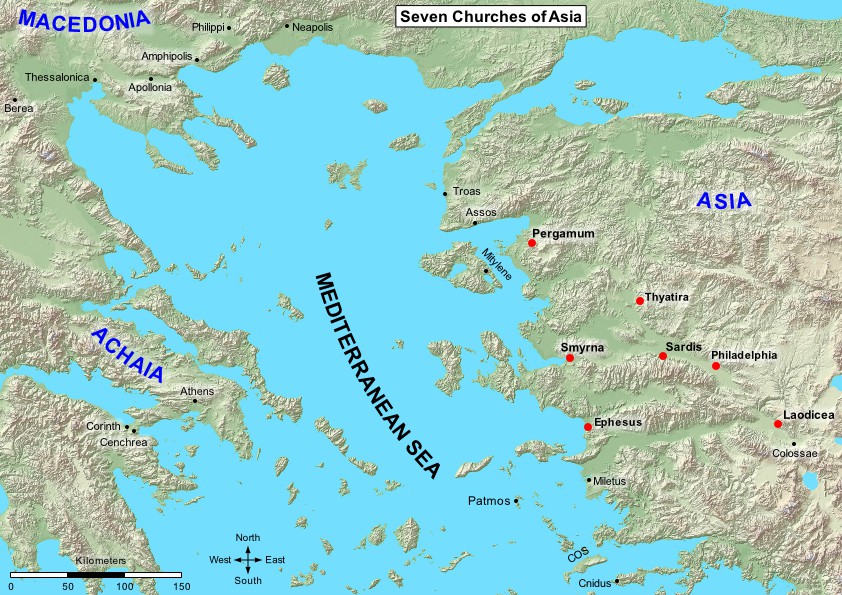 Seven Churches of Asia
MACEDONIA
Philippi
Neapolis
Amphipolis
Thessalonica
Apollonia
Berea
Troas
ASIA
Assos
Pergamum
Mitylene
MEDITERRANEAN SEA
Thyatira
ACHAIA
Smyrna
Sardis
Philadelphia
Athens
Laodicea
Corinth
Ephesus
Cenchrea
Colossae
Miletus
Patmos
North
West
East
South
COS
Cnidus
Kilometers
0 50 100 150